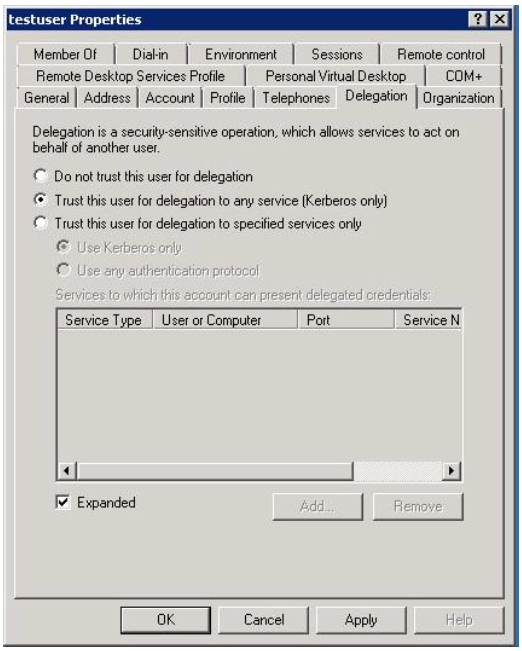 testuser Properties
Member Of Dial-in Environment Sessions Remote control
Remote Desktop Services Profile Personal Virtual Desktop COM+
General Address Account Profile Telephones Delegation Organization
Delegation is a security-sensitive operation, which allows services to act on
behalf of another user.
Do not trust this user for delegation
Trust this user for delegation to any service (Kerberos only)
Trust this user for delegation to specified services only
Use Kerberos only
Use any authentication protocol
Services to which this account can present delegated credentials:
Service Type User or Computer Port Service N
Expanded Add... Remove
OK Cancel Apply Help